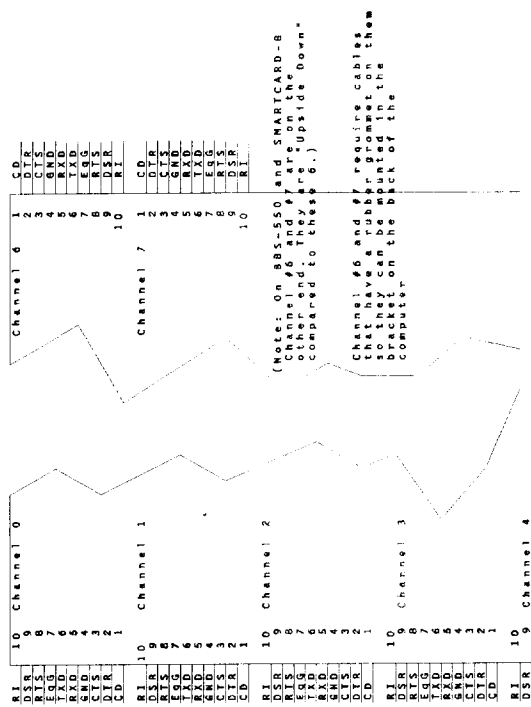 RI 10 Channel 0
DSR 9
RTS 8
EqG 7
TXD 6
RXD 5
GND 4
CTS 3
DTR 2
CD 1
RI 10 Channel 1
DSR 9
RTS 8
EqG 7
TXD 6
RXD 5
GND 4
CTS 3
DTR 2
CD 1
RI 10 Channel 2
DSR 9
RTS 8
EqG 7
TXD 6
RXD 5
GND 4
CTS 3
DTR 2
CD 1
RI 10 Channel 3
DSR 9
RTS 8
EqG 7
TXD 6
RXD 5
GND 4
CTS 3
DTR 2
CD 1
RI 10 Channel 4
DSR 9
Channel 6 1 CD
2 DTR
3 CTS
4 GND
5 RXD
6 TXD
7 EqG
8 RTS
9 DSR
10 RI
Channel 7 1 CD
2 DTR
3 CTS
4 GND
5 RXD
6 TXD
7 EqG
8 RTS
9 DSR
10 RI
(Note: On BBS-550 and SMARTCARD-8
Channel #6 and #7 are on the
other end. They are "Upside Down"
compared to these 6.)
Channel #6 and #7 require cables
that have a rubber grommet on them
so they can be mounted in the
bracket on the back of the
computer